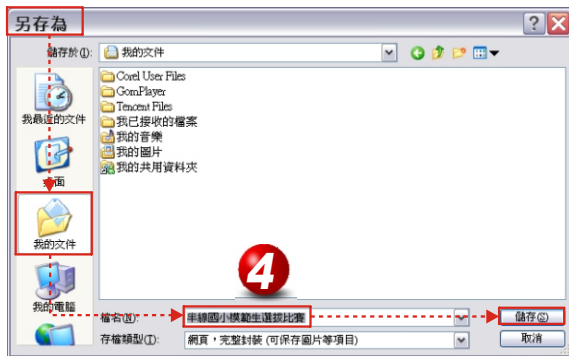 另存為
儲存於(I): 我的文件
Corel User Files
GomPlayer
Tencent Files
我已接收的檔案
我的音樂
我的圖片
我的共用資料夾
我最近的文件
桌面
我的文件
我的電腦
4
檔名(N): 串線國小模範生選拔比賽 儲存(S)
存檔類型(T): 網頁，完整封裝 (可保存圖片等項目) 取消